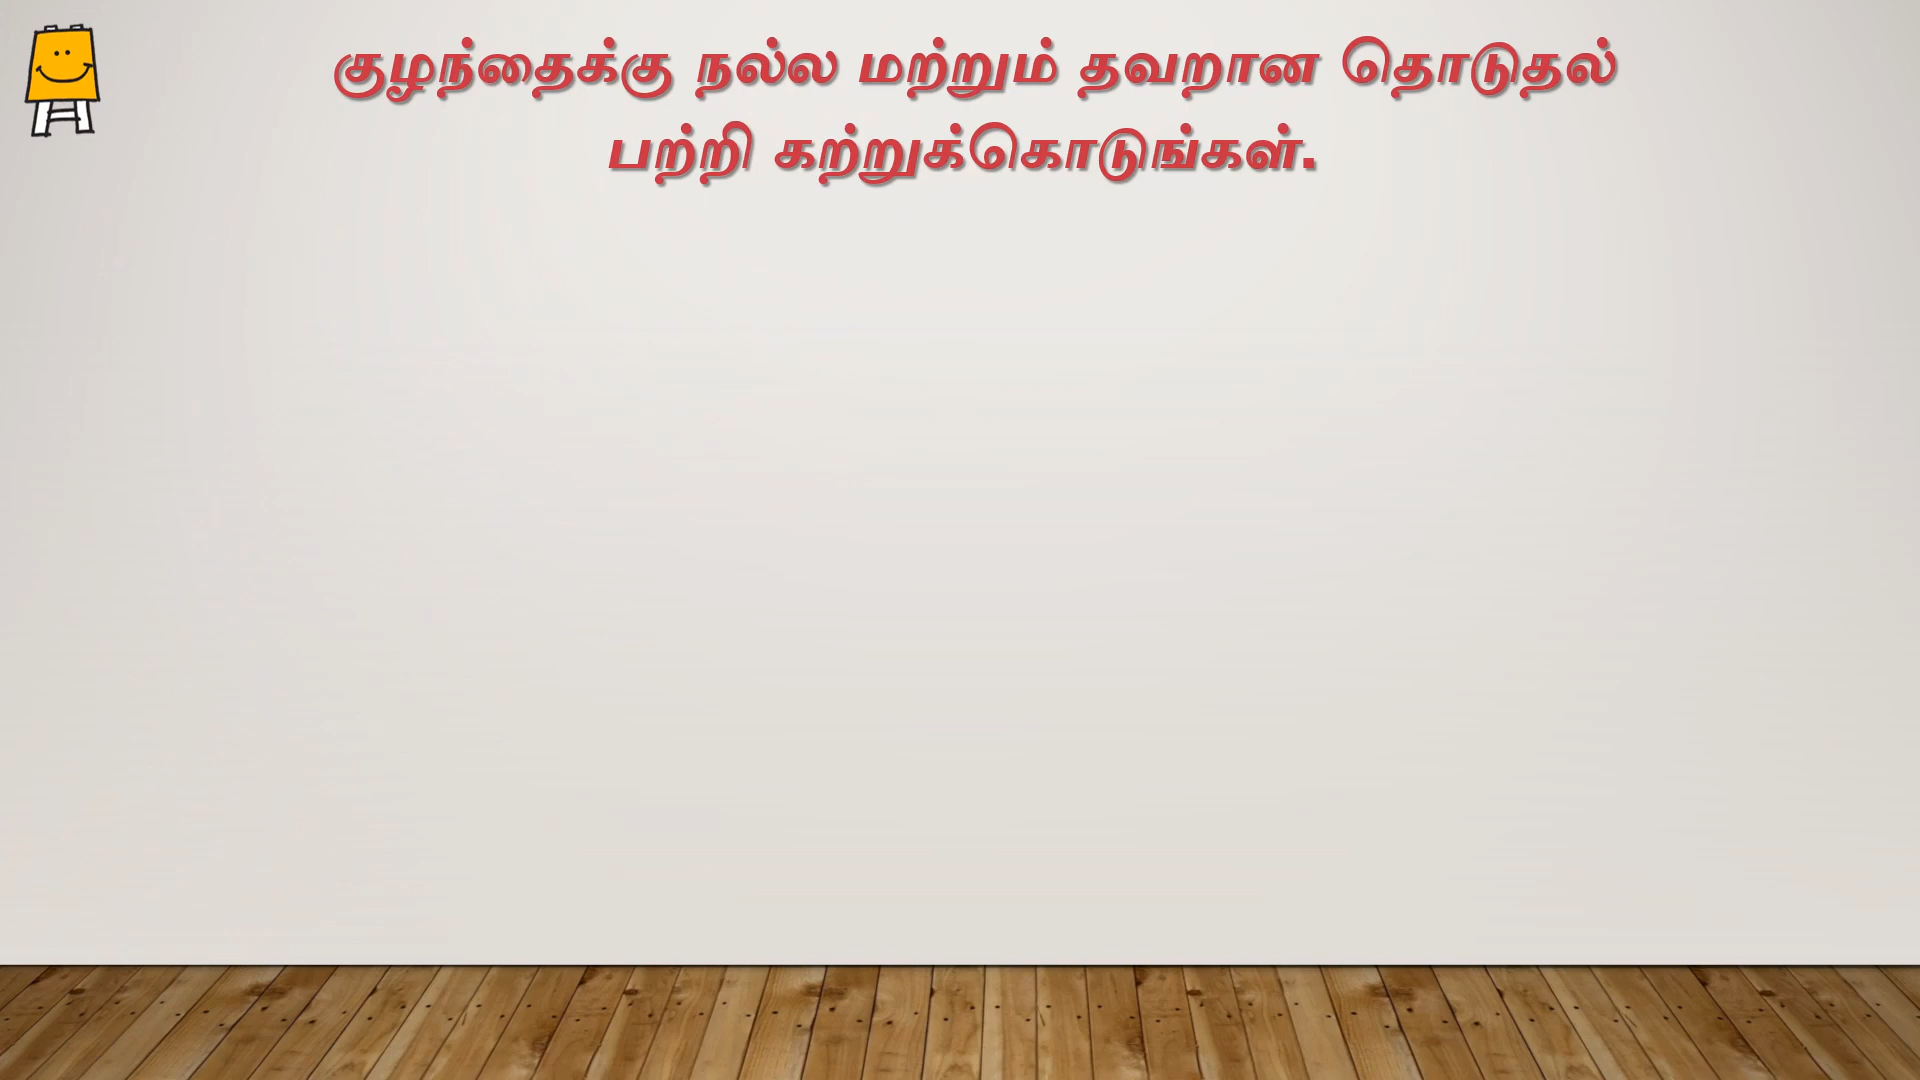 குழந்தைக்கு நல்ல மற்றும் தவறான தொடுதல்
பற்றி கற்றுக்கொடுங்கள்.